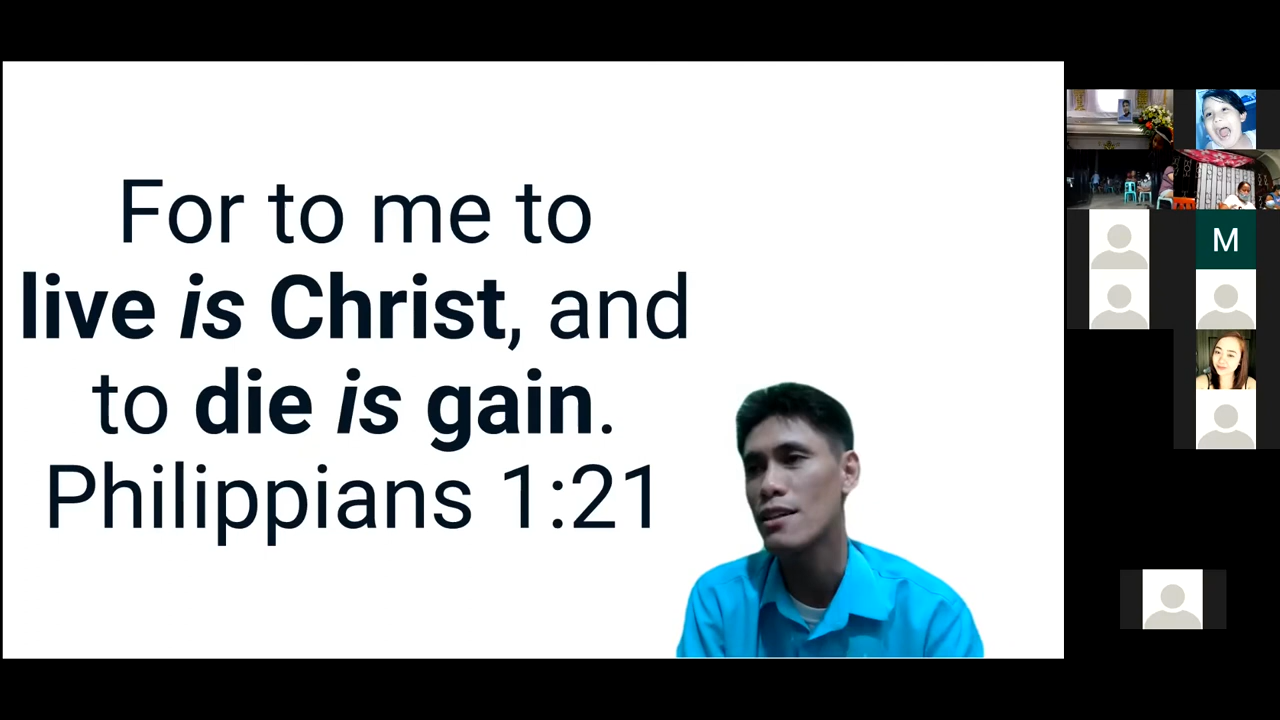 For to me to
live is Christ, and
to die is gain.
Philippians 1:21
M